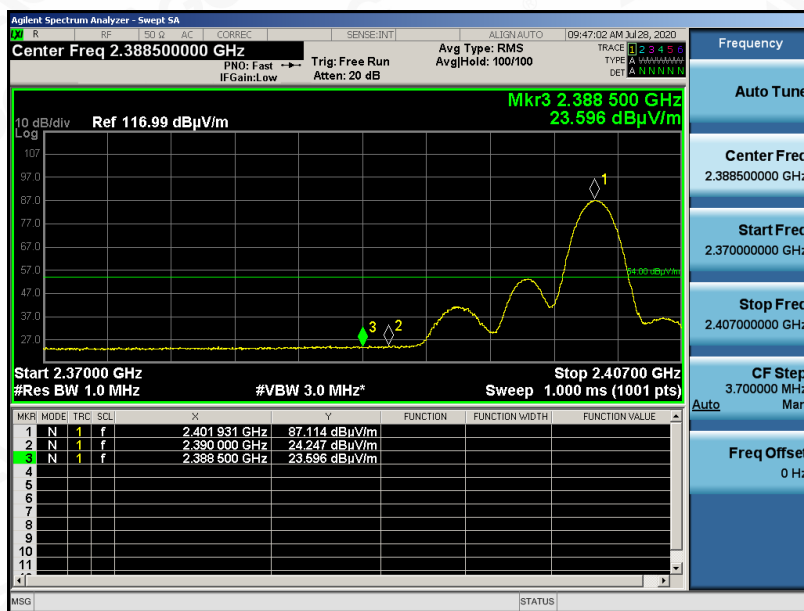 Agilent Spectrum Analyzer - Swept SA
LXI R RF 50 Ω AC CORREC SENSE:INT ALIGNAUTO 09:47:02 AM Jul 28, 2020
Center Freq 2.388500000 GHz
PNO: Fast
IFGain:Low
Trig: Free Run
Atten: 20 dB
Avg Type: RMS
Avg|Hold: 100/100
TRACE 1 2 3 4 5 6
TYPE A
DET A N N N N N
Mkr3 2.388 500 GHz
23.596 dBμV/m
10 dB/div Ref 116.99 dBμV/m
Log
107
97.0
87.0
77.0
67.0
57.0
47.0
37.0
27.0
1
54.00 dBμV/m
3
2
Start 2.37000 GHz Stop 2.40700 GHz
#Res BW 1.0 MHz #VBW 3.0 MHz* Sweep 1.000 ms (1001 pts)
MKR MODE TRC SCL X Y FUNCTION FUNCTION WIDTH FUNCTION VALUE
1 N 1 f 2.401 931 GHz 87.114 dBμV/m
2 N 1 f 2.390 000 GHz 24.247 dBμV/m
3 N 1 f 2.388 500 GHz 23.596 dBμV/m
4
5
6
7
8
9
10
11
MSG STATUS
Frequency
Auto Tune
Center Freq
2.388500000 GHz
Start Freq
2.370000000 GHz
Stop Freq
2.407000000 GHz
CF Step
3.700000 MHz
Auto Man
Freq Offset
0 Hz